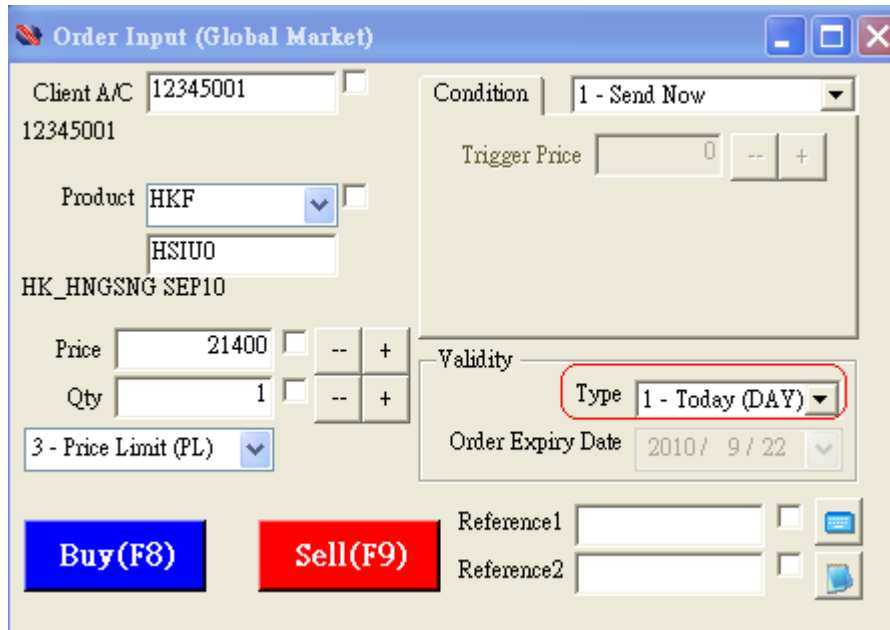 Order Input (Global Market)
Client A/C 12345001
12345001
Product HKF
HSIU0
HK_HNGSNG SEP10
Price 21400 -- +
Qty 1 -- +
3 - Price Limit (PL)
Buy(F8) Sell(F9)
Condition 1 - Send Now
Trigger Price 0 -- +
Validity
Type 1 - Today (DAY)
Order Expiry Date 2010/ 9/22
Reference1
Reference2